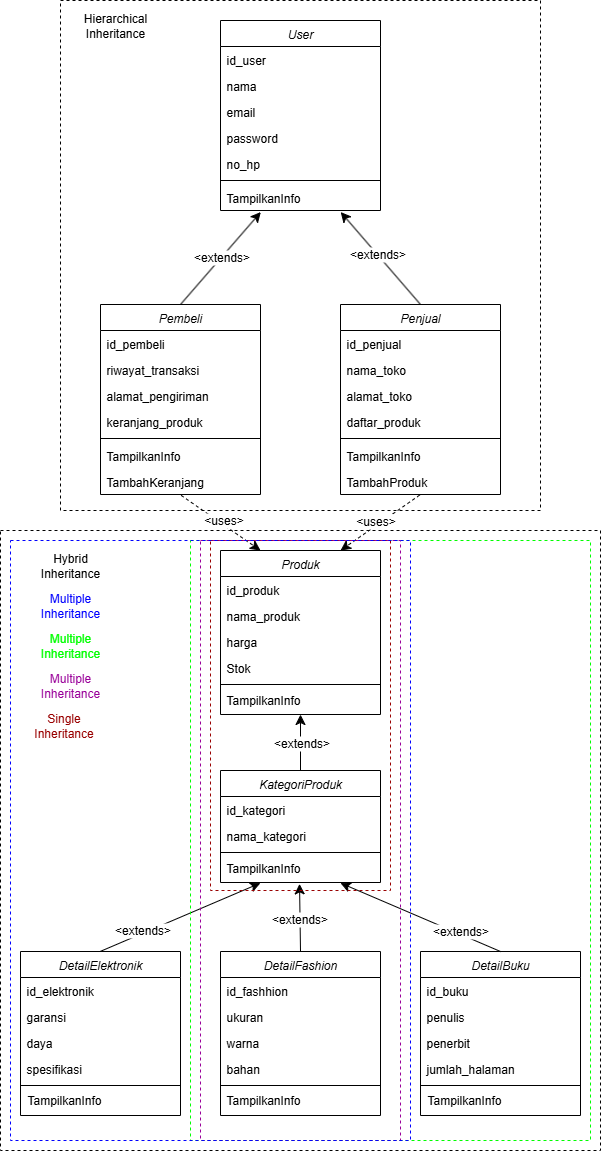 Hierarchical
Inheritance
User
id_user
nama
email
password
no_hp
TampilkanInfo
<extends>
<extends>
Pembeli
id_pembeli
riwayat_transaksi
alamat_pengiriman
keranjang_produk
TampilkanInfo
TambahKeranjang
Penjual
id_penjual
nama_toko
alamat_toko
daftar_produk
TampilkanInfo
TambahProduk
<uses>
<uses>
Hybrid
Inheritance
Multiple
Inheritance
Multiple
Inheritance
Multiple
Inheritance
Single
Inheritance
Produk
id_produk
nama_produk
harga
Stok
TampilkanInfo
<extends>
KategoriProduk
id_kategori
nama_kategori
TampilkanInfo
<extends>
<extends>
<extends>
DetailElektronik
id_elektronik
garansi
daya
spesifikasi
TampilkanInfo
DetailFashion
id_fashhion
ukuran
warna
bahan
TampilkanInfo
DetailBuku
id_buku
penulis
penerbit
jumlah_halaman
TampilkanInfo